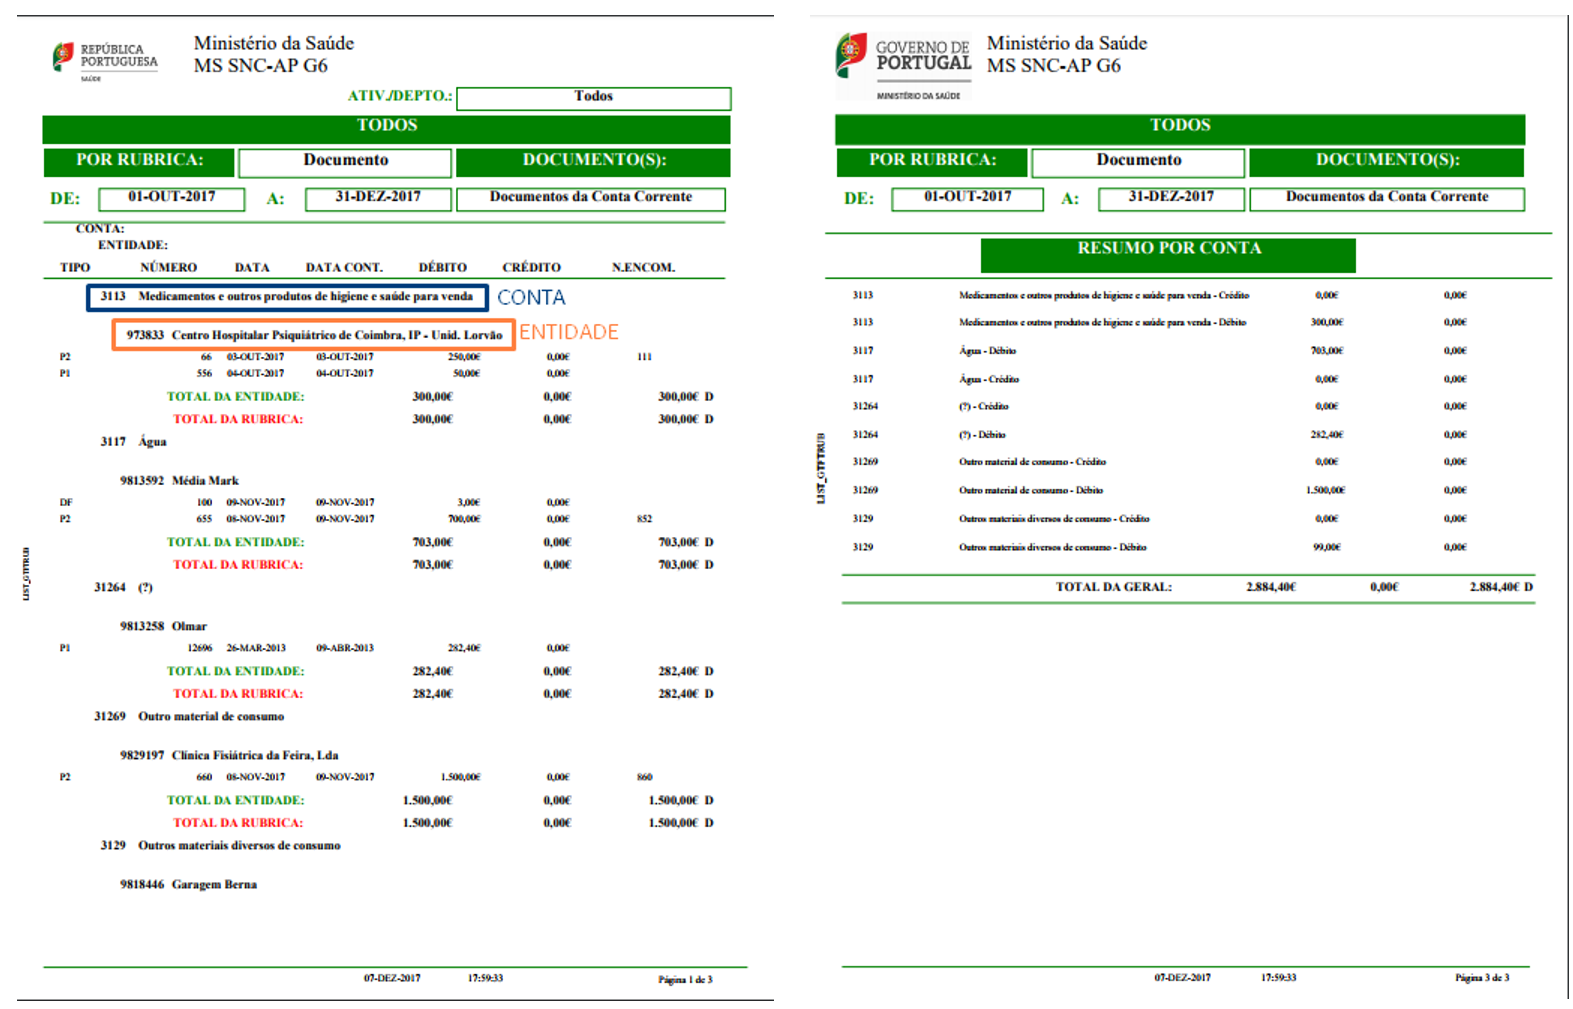 REPÚBLICA
PORTUGUESA
SAÚDE
Ministério da Saúde
MS SNC-AP G6
ATIV./DEPTO.: Todos
TODOS
POR RUBRICA: Documento DOCUMENTO(S):
DE: 01-OUT-2017 A: 31-DEZ-2017 Documentos da Conta Corrente
CONTA:
ENTIDADE:
TIPO NÚMERO DATA DATA CONT. DÉBITO CRÉDITO N.ENCOM.
3113 Medicamentos e outros produtos de higiene e saúde para venda CONTA
973833 Centro Hospitalar Psiquiátrico de Coimbra, IP - Unid. Lorvão ENTIDADE
P2 66 03-OUT-2017 03-OUT-2017 250,00€ 0,00€ 111
P1 556 04-OUT-2017 04-OUT-2017 50,00€ 0,00€
TOTAL DA ENTIDADE: 300,00€ 0,00€ 300,00€ D
TOTAL DA RUBRICA: 300,00€ 0,00€ 300,00€ D
3117 Água
9813592 Média Mark
DF 100 09-NOV-2017 09-NOV-2017 3,00€ 0,00€
P2 655 08-NOV-2017 09-NOV-2017 700,00€ 0,00€ 852
TOTAL DA ENTIDADE: 703,00€ 0,00€ 703,00€ D
TOTAL DA RUBRICA: 703,00€ 0,00€ 703,00€ D
31264 (?)
9813258 Olmar
P1 12696 26-MAR-2013 09-ABR-2013 282,40€ 0,00€
TOTAL DA ENTIDADE: 282,40€ 0,00€ 282,40€ D
TOTAL DA RUBRICA: 282,40€ 0,00€ 282,40€ D
31269 Outro material de consumo
9829197 Clínica Fisiátrica da Feira, Lda
P2 660 08-NOV-2017 09-NOV-2017 1.500,00€ 0,00€ 860
TOTAL DA ENTIDADE: 1.500,00€ 0,00€ 1.500,00€ D
TOTAL DA RUBRICA: 1.500,00€ 0,00€ 1.500,00€ D
3129 Outros materiais diversos de consumo
9818446 Garagem Berna
LIST_GTFTRUB
07-DEZ-2017 17:59:33 Página 1 de 3
GOVERNO DE
PORTUGAL
MINISTÉRIO DA SAÚDE
Ministério da Saúde
MS SNC-AP G6
TODOS
POR RUBRICA: Documento DOCUMENTO(S):
DE: 01-OUT-2017 A: 31-DEZ-2017 Documentos da Conta Corrente
RESUMO POR CONTA
3113 Medicamentos e outros produtos de higiene e saúde para venda - Crédito 0,00€ 0,00€
3113 Medicamentos e outros produtos de higiene e saúde para venda - Débito 300,00€ 0,00€
3117 Água - Débito 703,00€ 0,00€
3117 Água - Crédito 0,00€ 0,00€
31264 (?) - Crédito 0,00€ 0,00€
31264 (?) - Débito 282,40€ 0,00€
31269 Outro material de consumo - Crédito 0,00€ 0,00€
31269 Outro material de consumo - Débito 1.500,00€ 0,00€
3129 Outros materiais diversos de consumo - Crédito 0,00€ 0,00€
3129 Outros materiais diversos de consumo - Débito 99,00€ 0,00€
TOTAL DA GERAL: 2.884,40€ 0,00€ 2.884,40€ D
LIST_GTFTRUB
07-DEZ-2017 17:59:33 Página 3 de 3